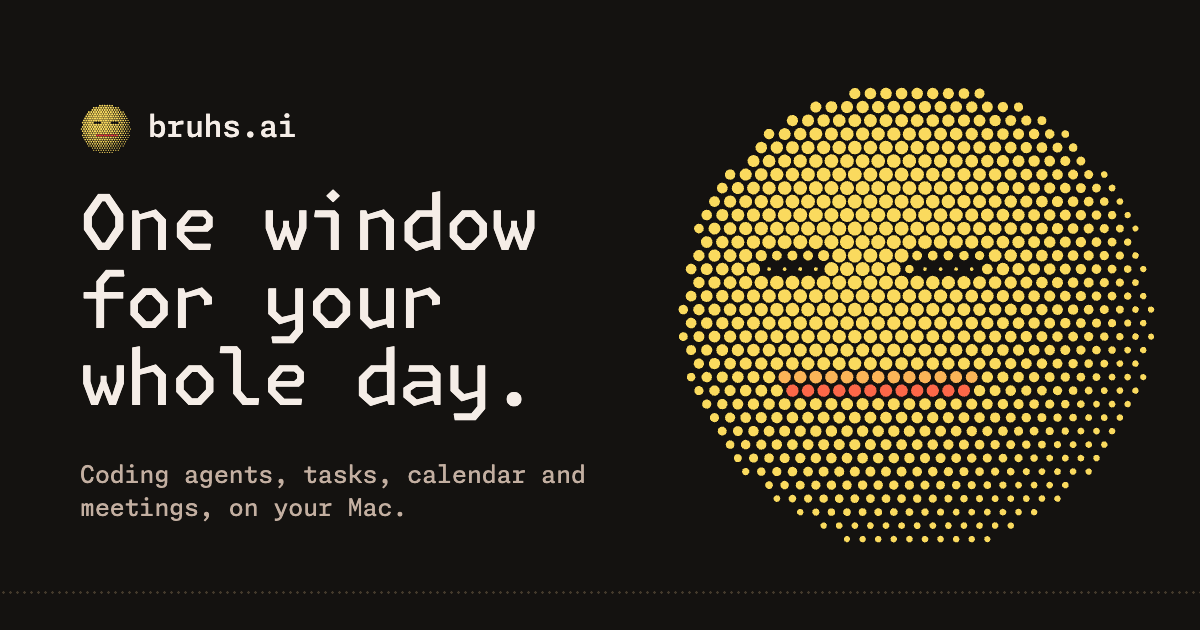 bruhs.ai
One window
for your
whole day.
Coding agents, tasks, calendar and
meetings, on your Mac.